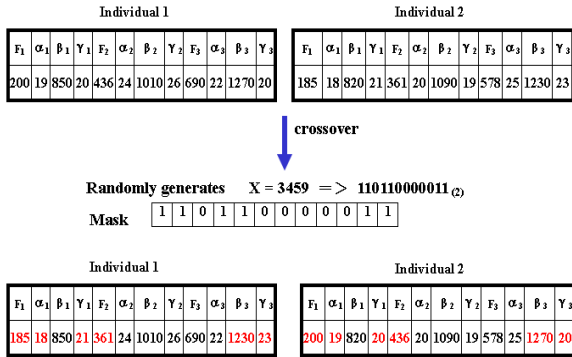 Individual 1 Individual 2
F1 α1 β1 γ1 F2 α2 β2 γ2 F3 α3 β3 γ3 F1 α1 β1 γ1 F2 α2 β2 γ2 F3 α3 β3 γ3
200 19 850 20 436 24 1010 26 690 22 1270 20 185 18 820 21 361 20 1090 19 578 25 1230 23
crossover
Randomly generates X = 3459 => 110110000011 (2)
Mask 1 1 0 1 1 0 0 0 0 0 1 1
Individual 1 Individual 2
F1 α1 β1 γ1 F2 α2 β2 γ2 F3 α3 β3 γ3 F1 α1 β1 γ1 F2 α2 β2 γ2 F3 α3 β3 γ3
185 18 850 21 361 24 1010 26 690 22 1230 23 200 19 820 20 436 20 1090 19 578 25 1270 20